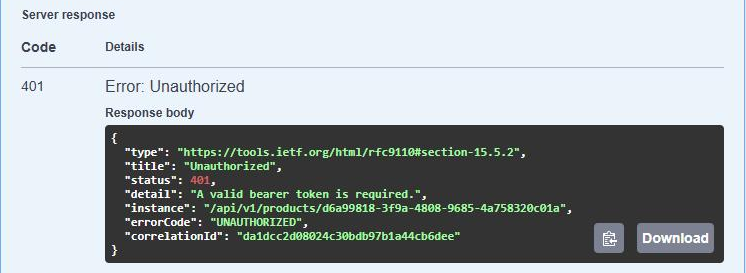 Server response
Code Details
401 Error: Unauthorized
Response body
{
"type": "https://tools.ietf.org/html/rfc9110#section-15.5.2",
"title": "Unauthorized",
"status": 401,
"detail": "A valid bearer token is required.",
"instance": "/api/v1/products/d6a99818-3f9a-4808-9685-4a758320c01a",
"errorCode": "UNAUTHORIZED",
"correlationId": "da1dcc2d08024c30bdb97b1a44cb6dee"
}
Download